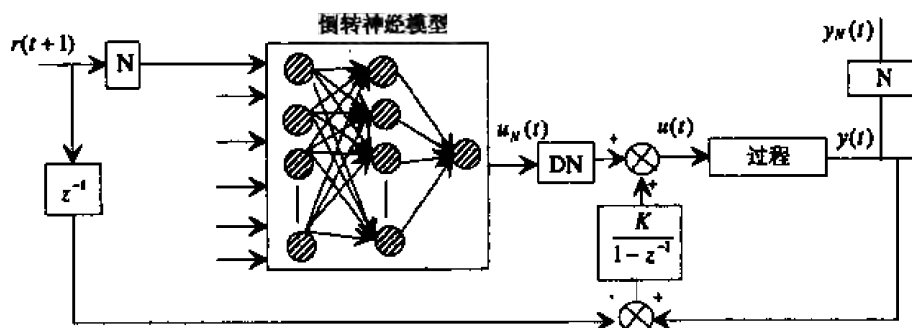 倒转神经模型
r(t+1)
N
y_N(t)
N
u_N(t)
DN
+
u(t)
过程
y(t)
+
z⁻¹
K
1 − z⁻¹
-
+